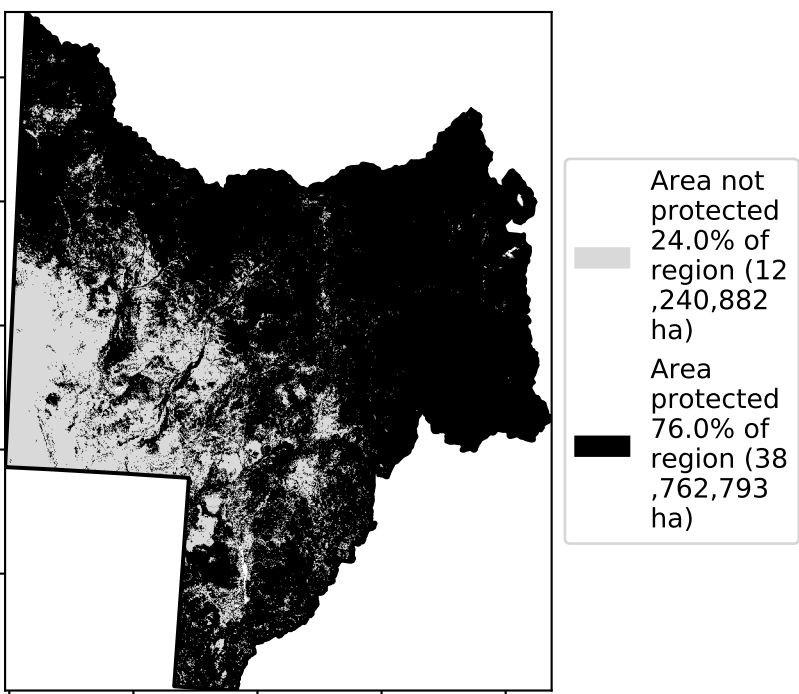 Area not
protected
24.0% of
region (12
,240,882
ha)
Area
protected
76.0% of
region (38
,762,793
ha)